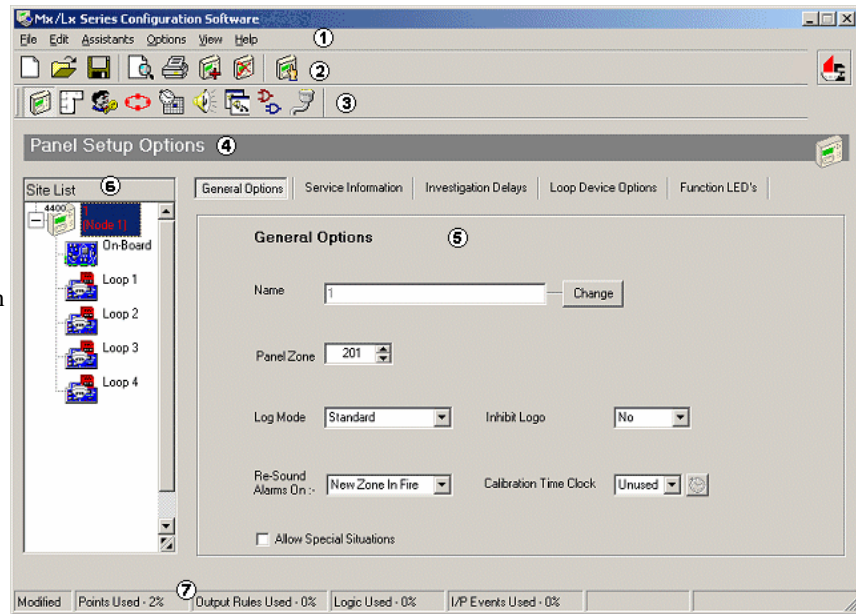 Mx/Lx Series Configuration Software
File Edit Assistants Options View Help ①
②
③
Panel Setup Options ④
Site List ⑥
4400
1
(Node 1)
On-Board
Loop 1
Loop 2
Loop 3
Loop 4
n
General Options Service Information Investigation Delays Loop Device Options Function LED's
General Options ⑤
Name 1 Change
Panel Zone 201
Log Mode Standard Inhibit Logo No
Re-Sound
Alarms On :- New Zone In Fire Calibration Time Clock Unused
Allow Special Situations
Modified Points Used - 2% ⑦ Output Rules Used - 0% Logic Used - 0% I/P Events Used - 0%